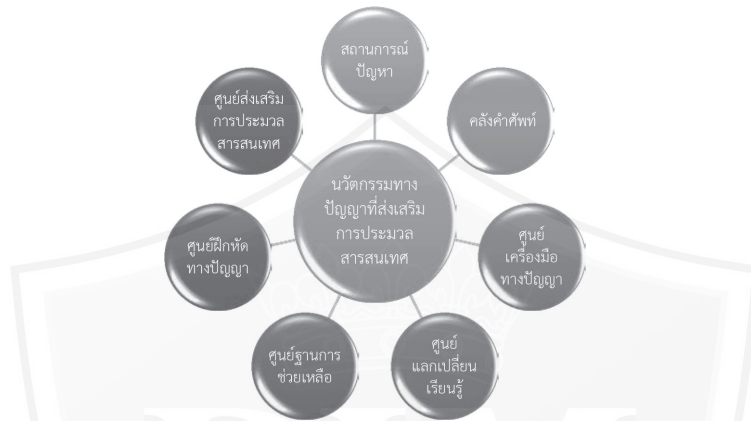 สถานการณ์
ปัญหา
คลังคำศัพท์
ศูนย์
เครื่องมือ
ทางปัญญา
ศูนย์
แลกเปลี่ยน
เรียนรู้
ศูนย์ฐานการ
ช่วยเหลือ
ศูนย์ฝึกหัด
ทางปัญญา
ศูนย์ส่งเสริม
การประมวล
สารสนเทศ
นวัตกรรมทาง
ปัญญาที่ส่งเสริม
การประมวล
สารสนเทศ